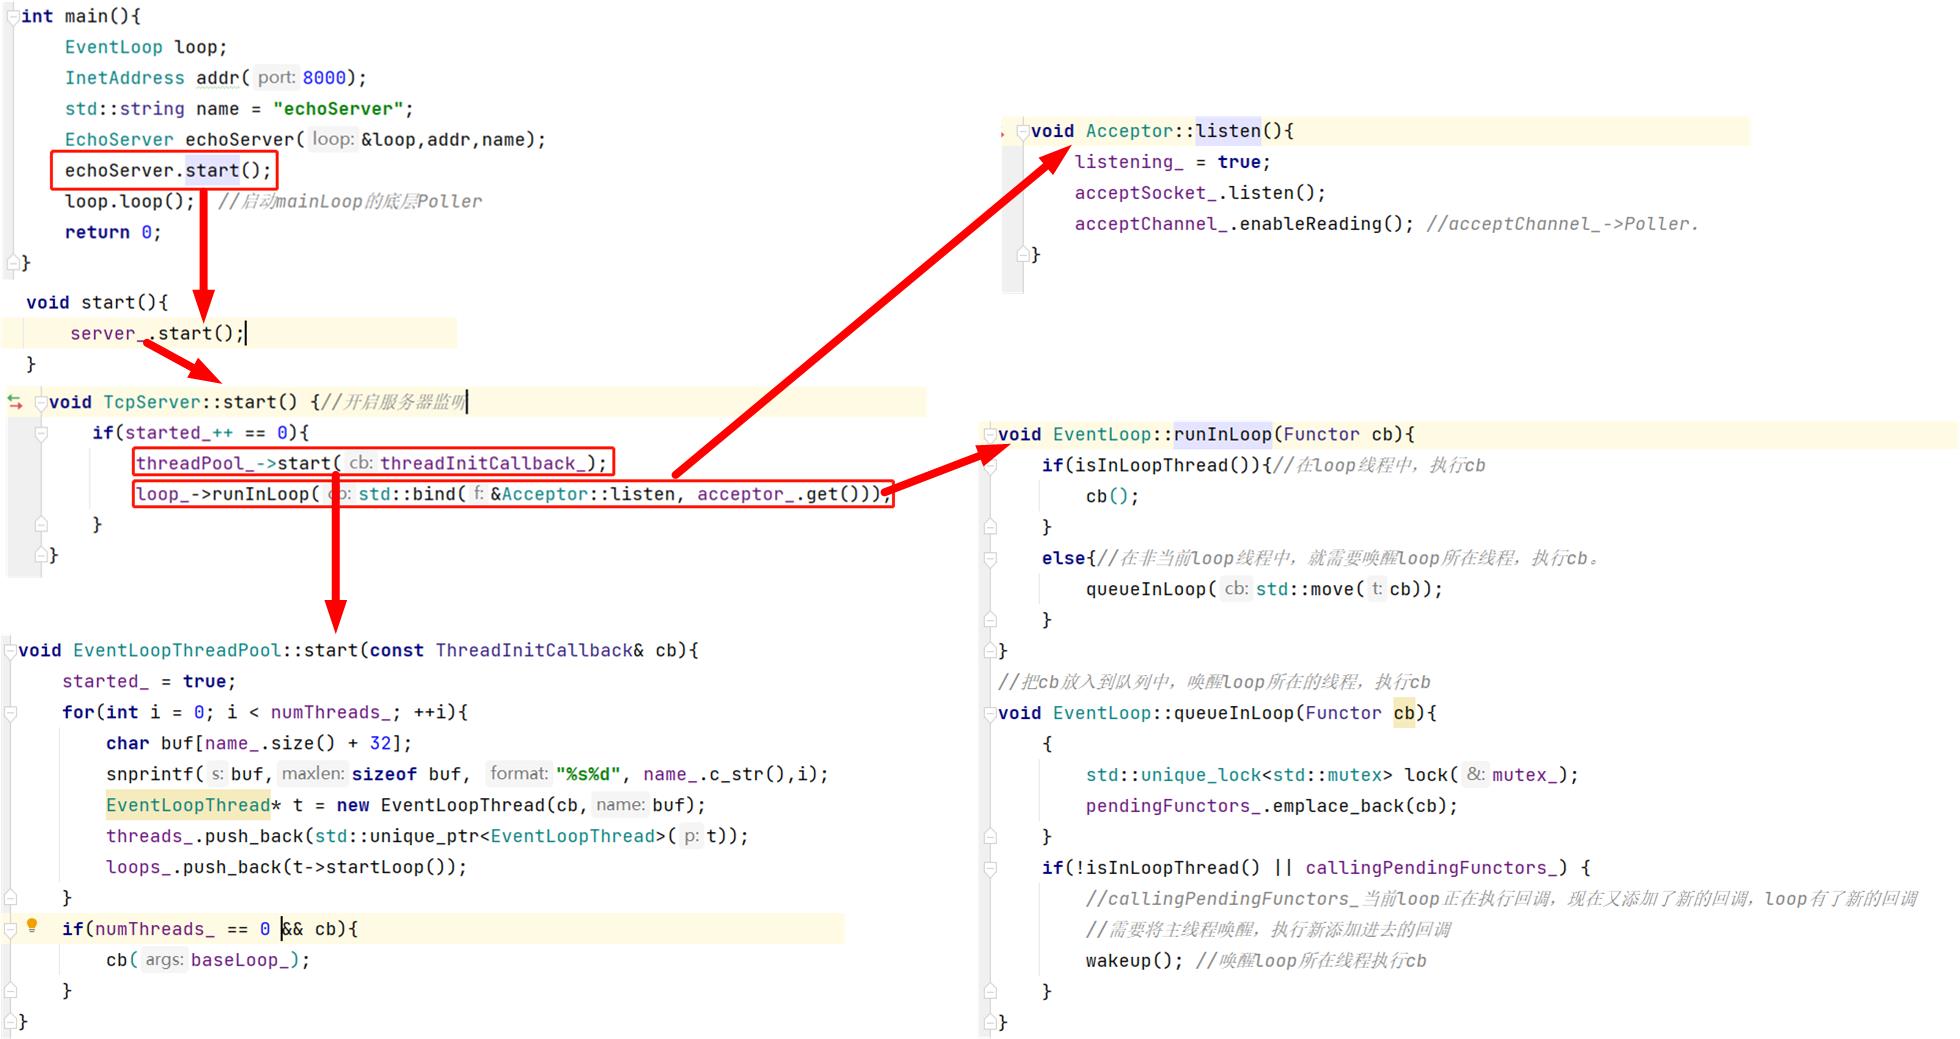 int main(){
EventLoop loop;
InetAddress addr( port: 8000);
std::string name = "echoServer";
EchoServer echoServer( loop: &loop,addr,name);
echoServer.start();
loop.loop(); //启动mainLoop的底层Poller
return 0;
}
void start(){
server_.start();
}
void TcpServer::start() {//开启服务器监听
if(started_++ == 0){
threadPool_->start( cb: threadInitCallback_);
loop_->runInLoop( cb: std::bind( f: &Acceptor::listen, acceptor_.get()));
}
}
void EventLoopThreadPool::start(const ThreadInitCallback& cb){
started_ = true;
for(int i = 0; i < numThreads_; ++i){
char buf[name_.size() + 32];
snprintf( s: buf, maxlen: sizeof buf, format: "%s%d", name_.c_str(),i);
EventLoopThread* t = new EventLoopThread(cb, name: buf);
threads_.push_back(std::unique_ptr<EventLoopThread>( p: t));
loops_.push_back(t->startLoop());
}
if(numThreads_ == 0 && cb){
cb( args: baseLoop_);
}
}
void Acceptor::listen(){
listening_ = true;
acceptSocket_.listen();
acceptChannel_.enableReading(); //acceptChannel_->Poller.
}
void EventLoop::runInLoop(Functor cb){
if(isInLoopThread()){//在loop线程中，执行cb
cb();
}
else{//在非当前loop线程中，就需要唤醒loop所在线程，执行cb。
queueInLoop( cb: std::move( t: cb));
}
}
//把cb放入到队列中，唤醒loop所在的线程，执行cb
void EventLoop::queueInLoop(Functor cb){
{
std::unique_lock<std::mutex> lock( &: mutex_);
pendingFunctors_.emplace_back(cb);
}
if(!isInLoopThread() || callingPendingFunctors_) {
//callingPendingFunctors_当前loop正在执行回调，现在又添加了新的回调，loop有了新的回调
//需要将主线程唤醒，执行新添加进去的回调
wakeup(); //唤醒loop所在线程执行cb
}
}